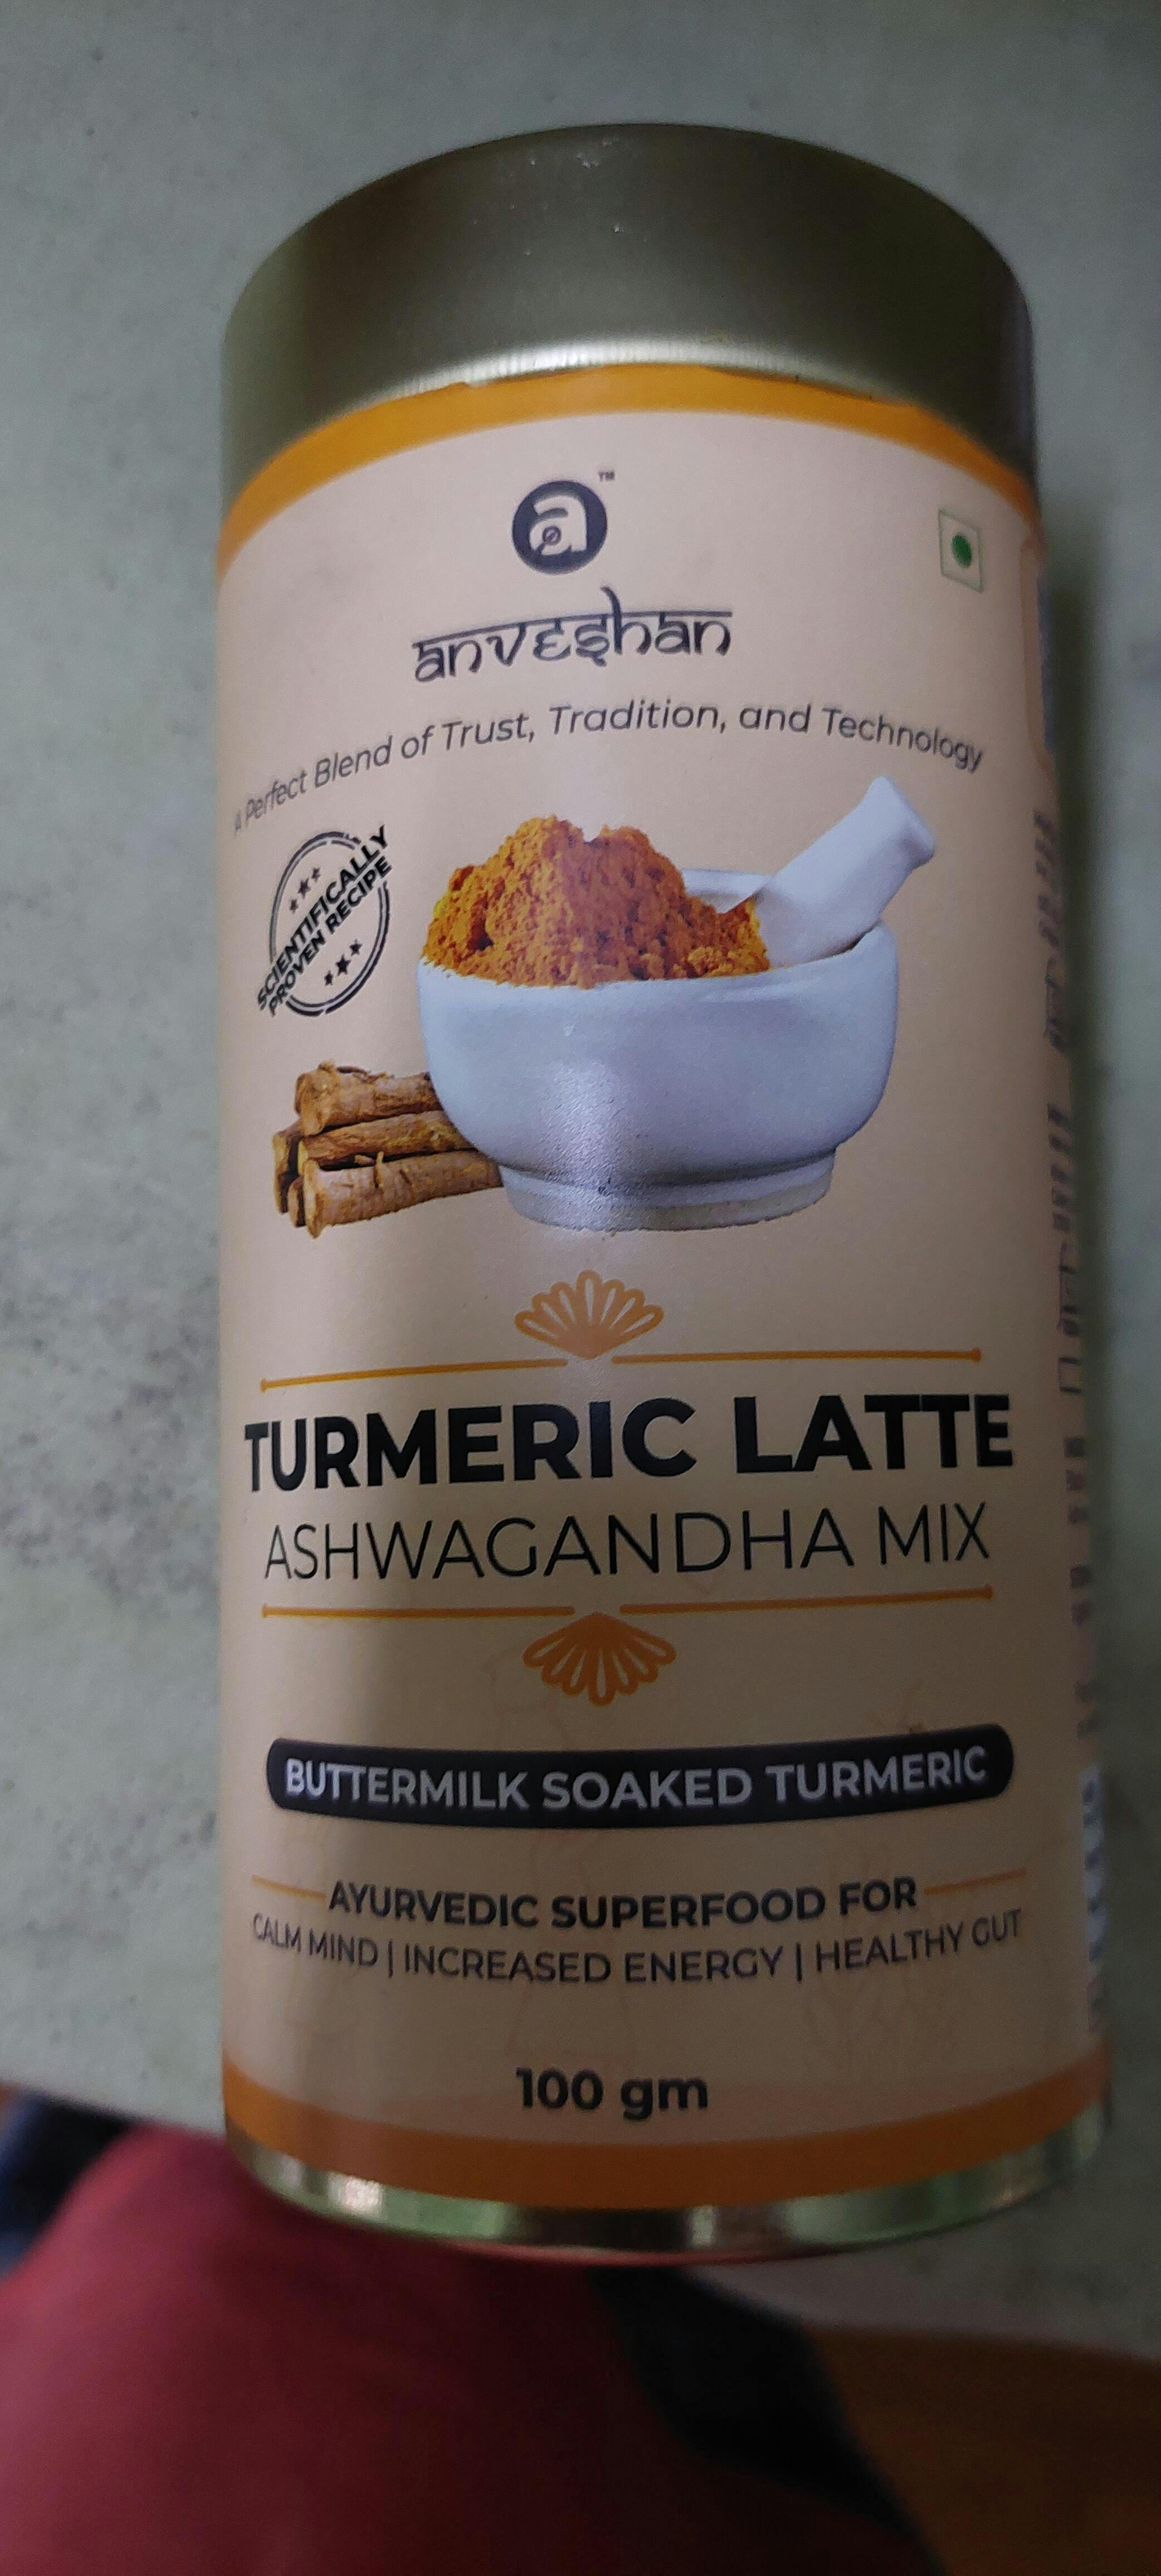 a™
anveshan
A Perfect Blend of Trust, Tradition, and Technology
SCIENTIFICALLY
PROVEN RECIPE
TURMERIC LATTE
ASHWAGANDHA MIX
BUTTERMILK SOAKED TURMERIC
AYURVEDIC SUPERFOOD FOR
CALM MIND | INCREASED ENERGY | HEALTHY GUT
100 gm